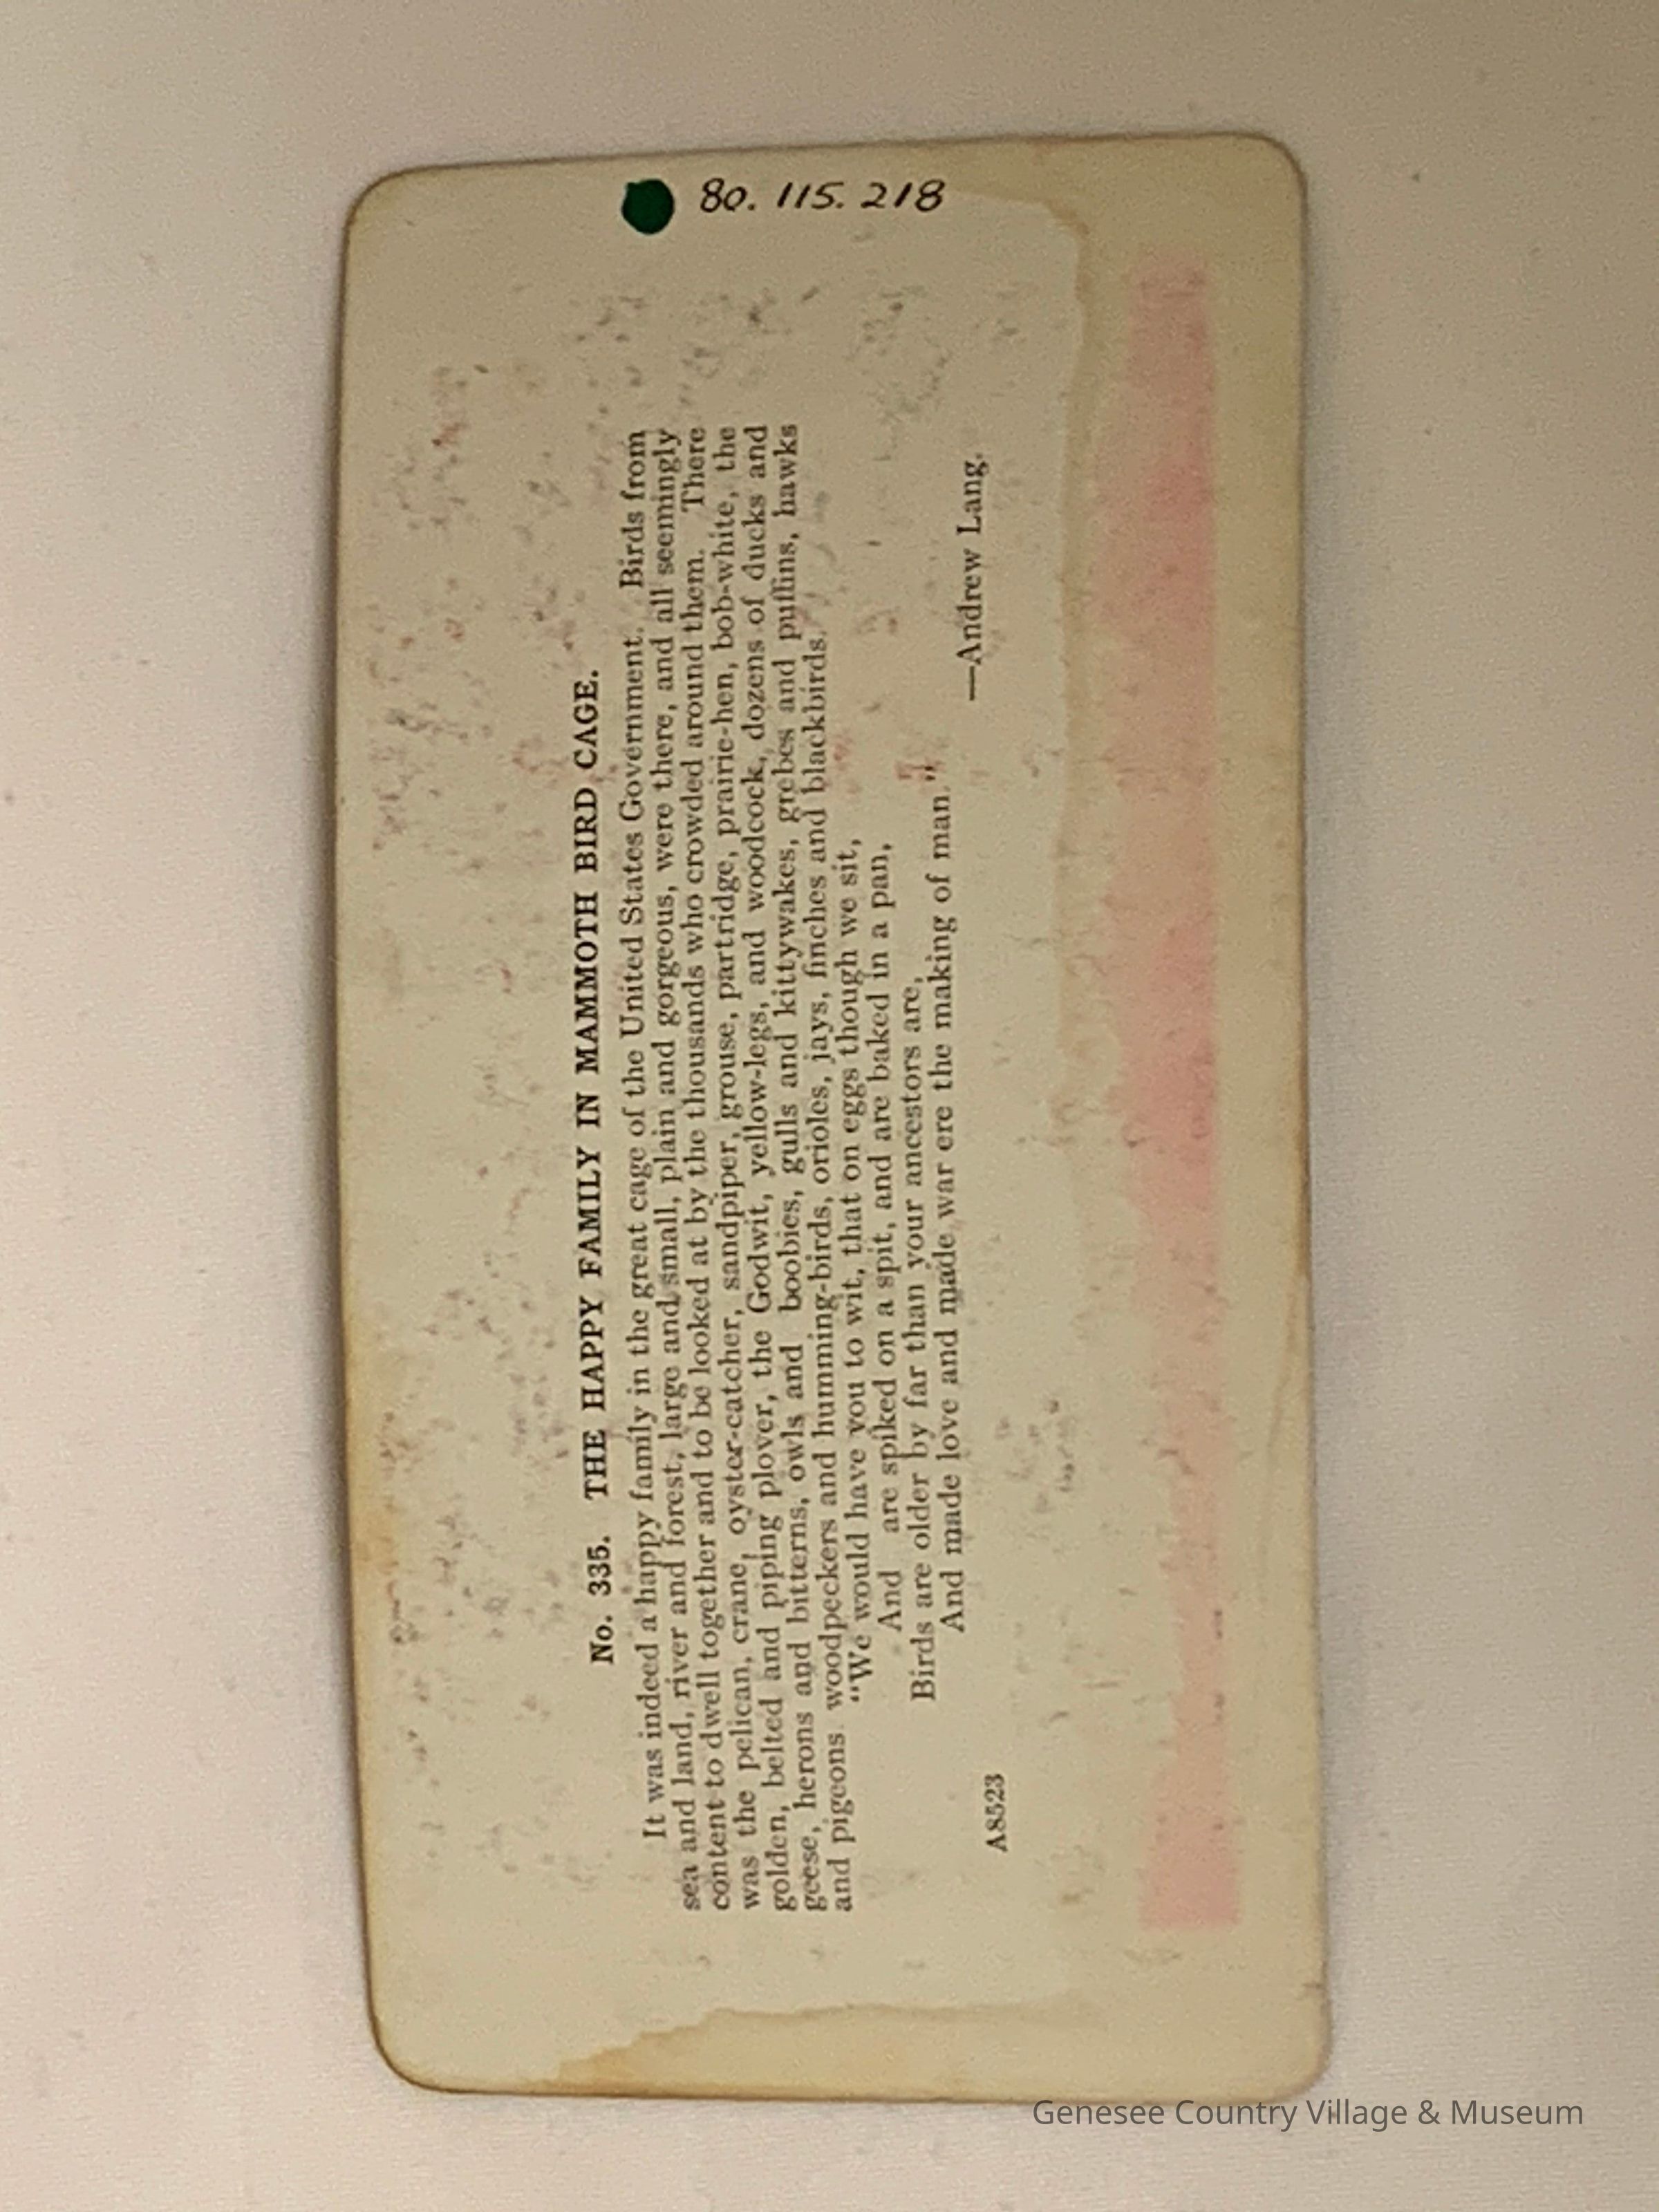 80. 115. 218
No. 335. THE HAPPY FAMILY IN MAMMOTH BIRD CAGE.
It was indeed a happy family in the great cage of the United States Government. Birds from
sea and land, river and forest, large and small, plain and gorgeous, were there, and all seemingly
content to dwell together and to be looked at by the thousands who crowded around them. There
was the pelican, crane, oyster-catcher, sandpiper, grouse, partridge, prairie-hen, bob-white, the
golden, belted and piping plover, the Godwit, yellow-legs, and woodcock, dozens of ducks and
geese, herons and bitterns, owls and boobies, gulls and kittywakes, grebes and puffins, hawks
and pigeons. woodpeckers and humming-birds, orioles, jays, finches and blackbirds.
"We would have you to wit, that on eggs though we sit,
And are spiked on a spit, and are baked in a pan,
Birds are older by far than your ancestors are,
And made love and made war ere the making of man."
—Andrew Lang.
A8523
Genesee Country Village & Museum